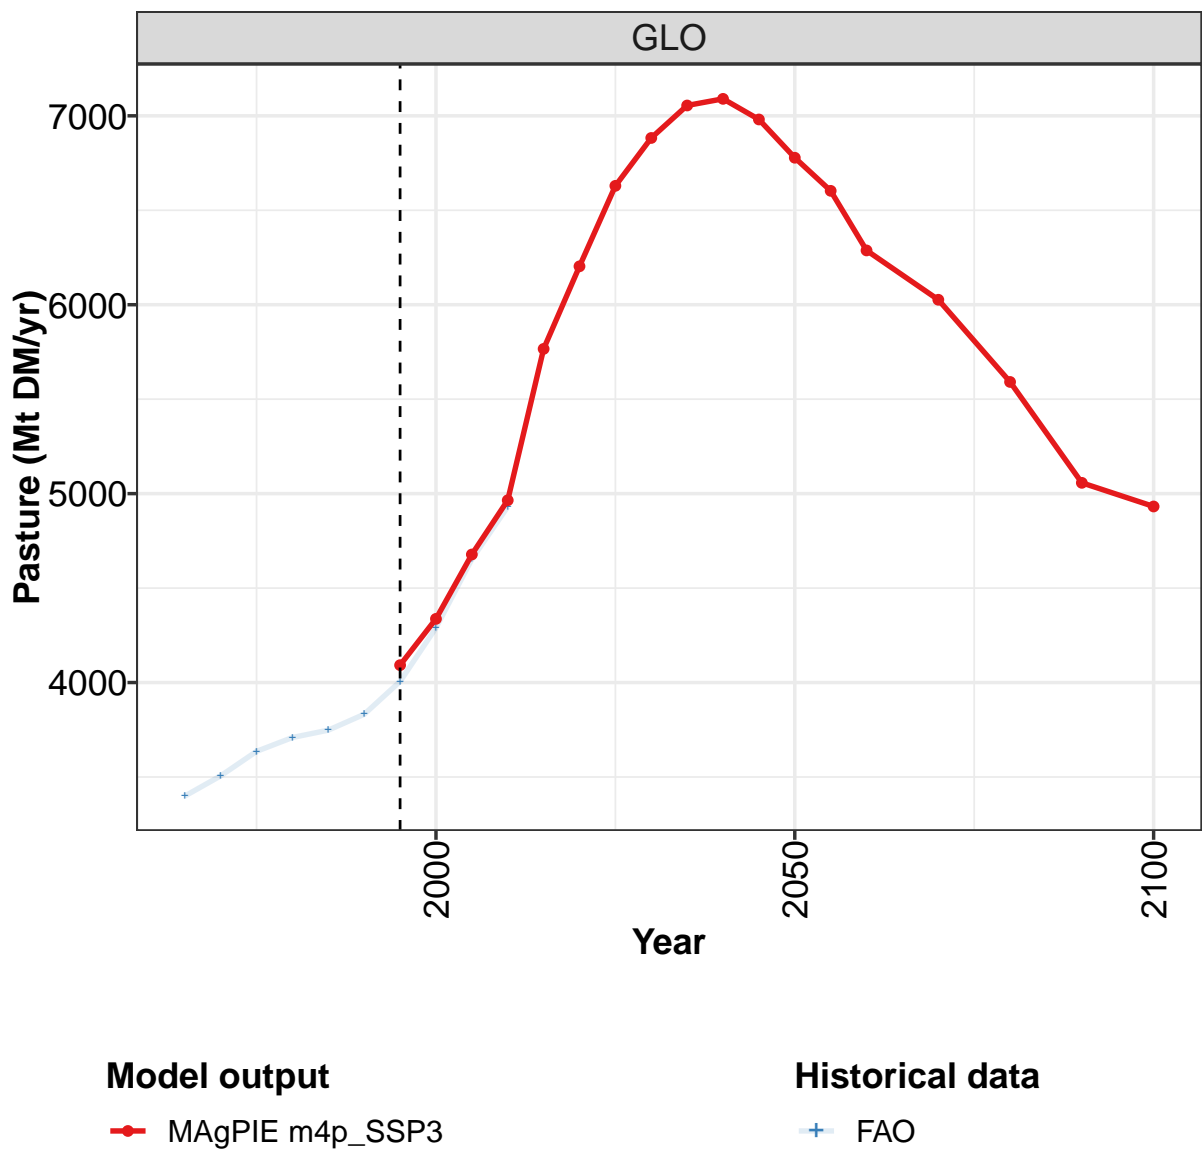 GLO
7000
6000
5000
4000
Pasture (Mt DM/yr)
2000
2050
2100
Year
Model output
Historical data
MAgPIE m4p_SSP3
FAO